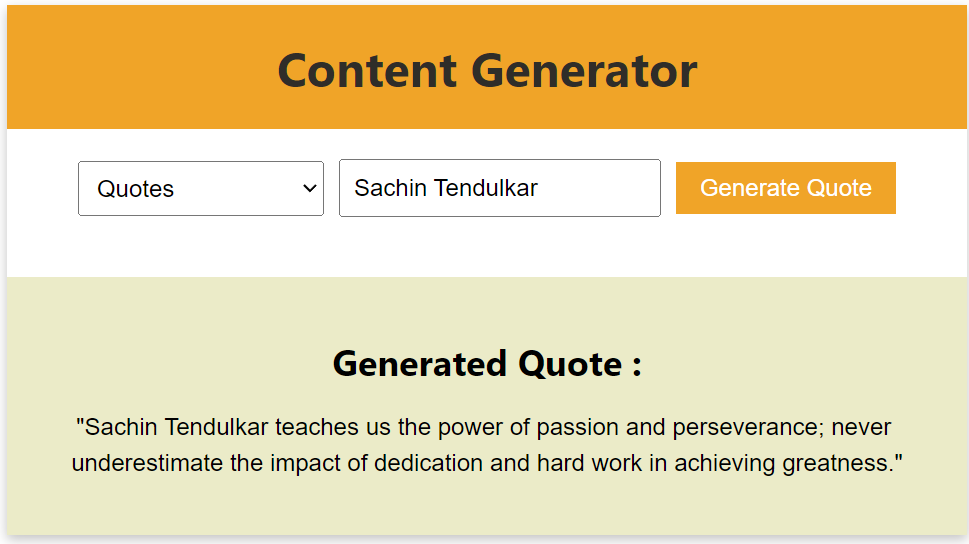 Content Generator
Quotes
Sachin Tendulkar
Generate Quote
Generated Quote :
"Sachin Tendulkar teaches us the power of passion and perseverance; never
underestimate the impact of dedication and hard work in achieving greatness."